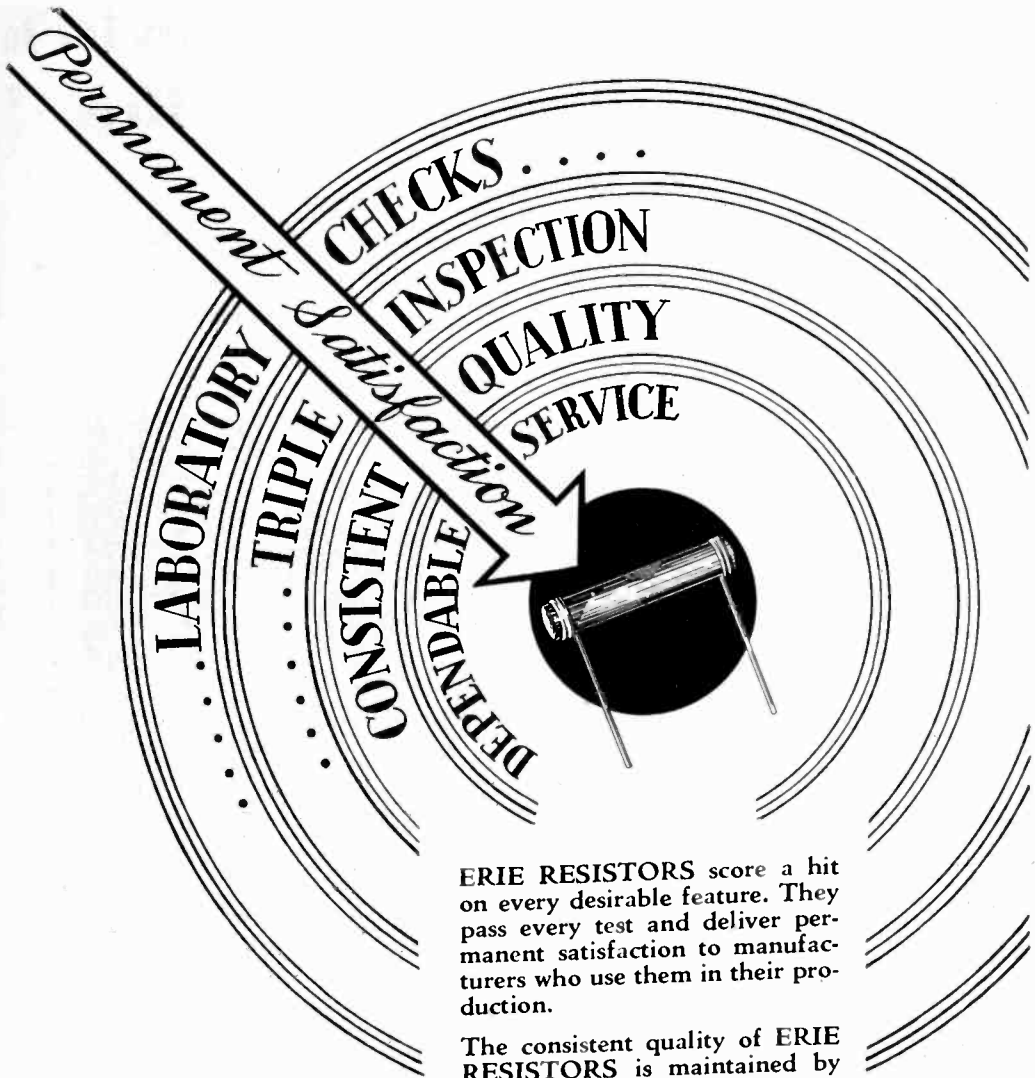 Permanent Satisfaction
LABORATORY CHECKS....
TRIPLE INSPECTION
CONSISTENT QUALITY
DEPENDABLE SERVICE
ERIE RESISTORS score a hit
on every desirable feature. They
pass every test and deliver per-
manent satisfaction to manufac-
turers who use them in their pro-
duction.
The consistent quality of ERIE
RESISTORS is maintained by